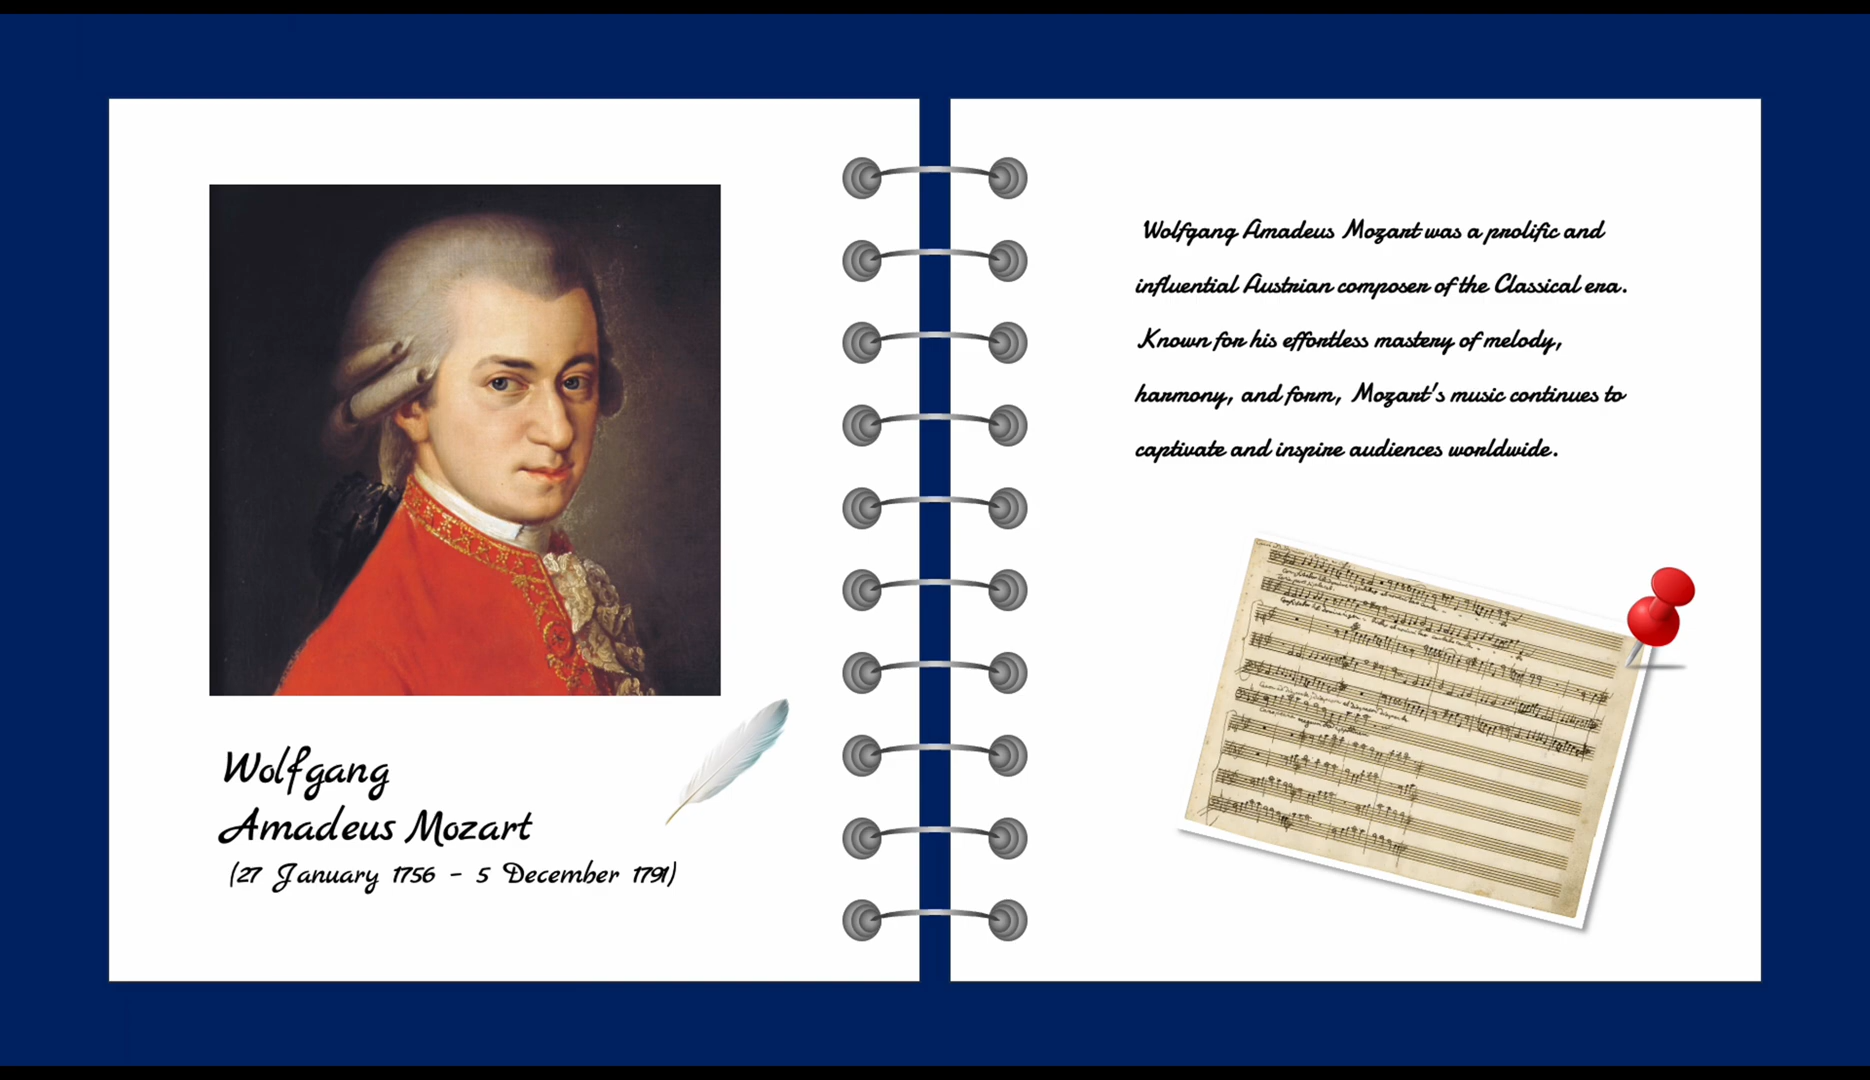 Wolfgang
Amadeus Mozart
(27 January 1756 - 5 December 1791)
Wolfgang Amadeus Mozart was a prolific and
influential Austrian composer of the Classical era.
Known for his effortless mastery of melody,
harmony, and form, Mozart's music continues to
captivate and inspire audiences worldwide.